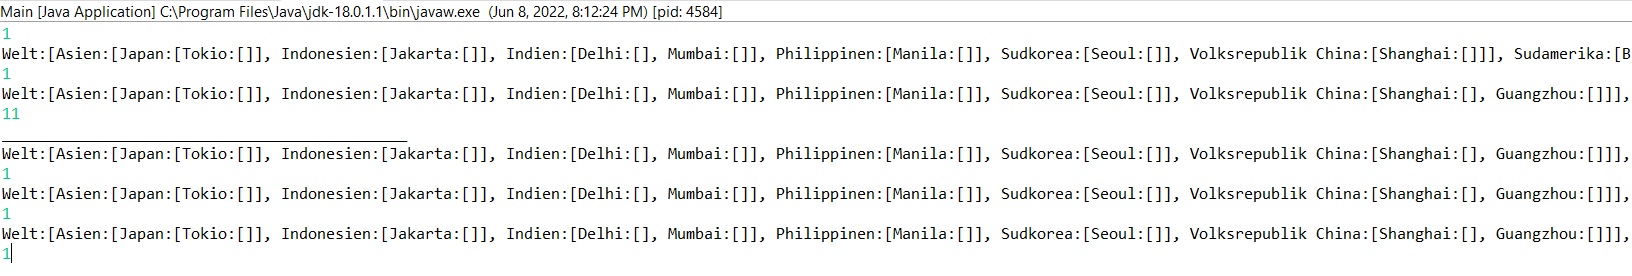 Main [Java Application] C:\Program Files\Java\jdk-18.0.1.1\bin\javaw.exe (Jun 8, 2022, 8:12:24 PM) [pid: 4584]
1
Welt:[Asien:[Japan:[Tokio:[]], Indonesien:[Jakarta:[]], Indien:[Delhi:[], Mumbai:[]], Philippinen:[Manila:[]], Sudkorea:[Seoul:[]], Volksrepublik China:[Shanghai:[]]], Sudamerika:[B
1
Welt:[Asien:[Japan:[Tokio:[]], Indonesien:[Jakarta:[]], Indien:[Delhi:[], Mumbai:[]], Philippinen:[Manila:[]], Sudkorea:[Seoul:[]], Volksrepublik China:[Shanghai:[], Guangzhou:[]]],
11
_____________________________________________
Welt:[Asien:[Japan:[Tokio:[]], Indonesien:[Jakarta:[]], Indien:[Delhi:[], Mumbai:[]], Philippinen:[Manila:[]], Sudkorea:[Seoul:[]], Volksrepublik China:[Shanghai:[], Guangzhou:[]]],
1
Welt:[Asien:[Japan:[Tokio:[]], Indonesien:[Jakarta:[]], Indien:[Delhi:[], Mumbai:[]], Philippinen:[Manila:[]], Sudkorea:[Seoul:[]], Volksrepublik China:[Shanghai:[], Guangzhou:[]]],
1
Welt:[Asien:[Japan:[Tokio:[]], Indonesien:[Jakarta:[]], Indien:[Delhi:[], Mumbai:[]], Philippinen:[Manila:[]], Sudkorea:[Seoul:[]], Volksrepublik China:[Shanghai:[], Guangzhou:[]]],
1